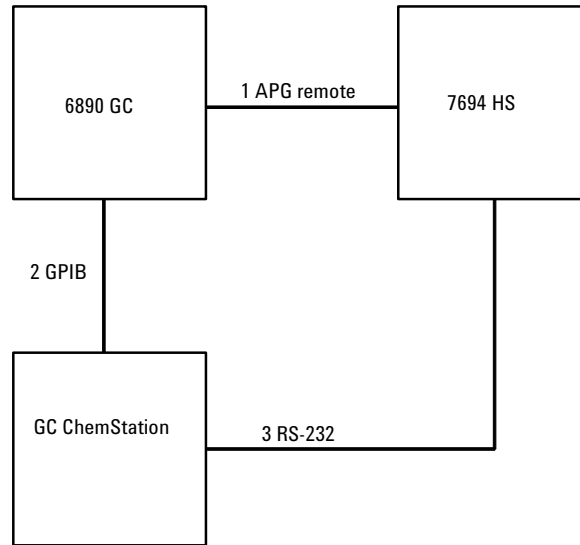 6890 GC
1 APG remote
7694 HS
2 GPIB
GC ChemStation
3 RS-232